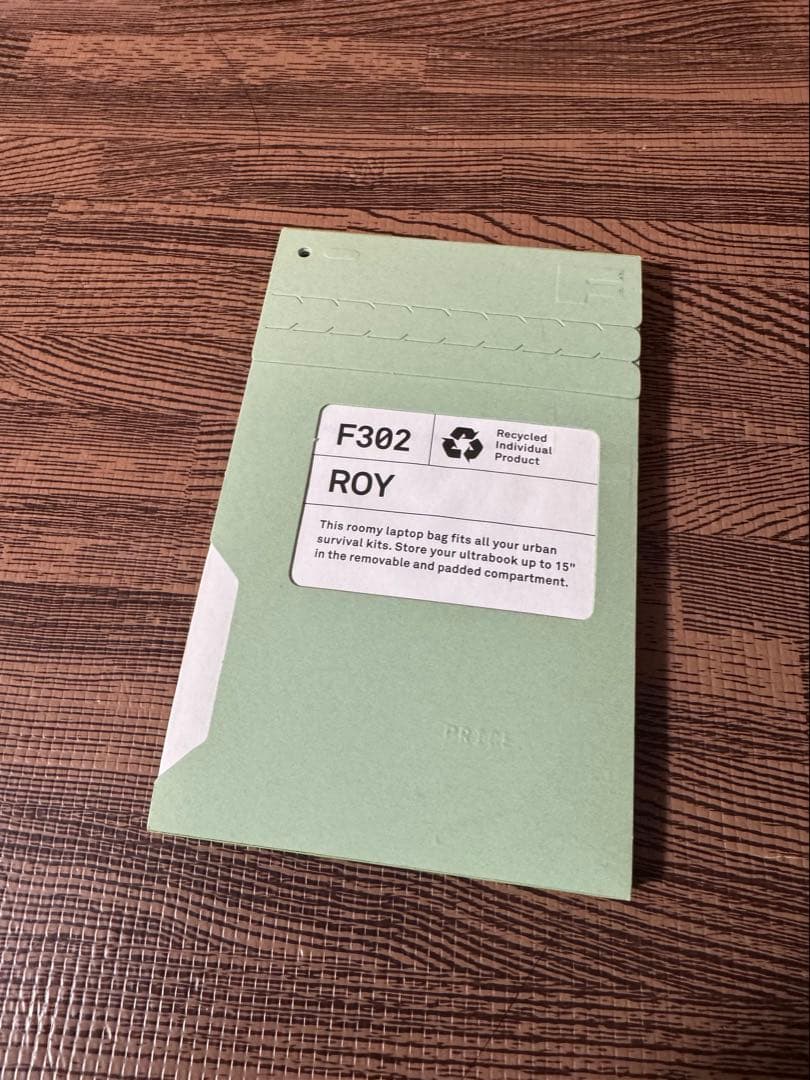 F302
Recycled
Individual
Product
ROY
This roomy laptop bag fits all your urban
survival kits. Store your ultrabook up to 15"
in the removable and padded compartment.